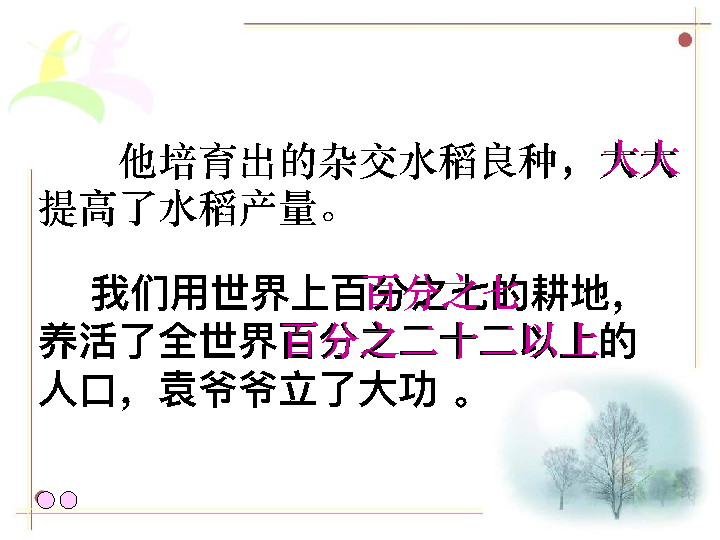 他培育出的杂交水稻良种，大大
提高了水稻产量。
我们用世界上百分之七的耕地，
养活了全世界百分之二十二以上的
人口，袁爷爷立了大功 。